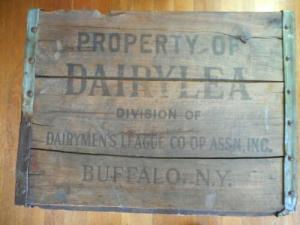 PROPERTY OF
DAIRYLEA
DIVISION OF
DAIRYMEN'S LEAGUE CO-OP ASSN, INC.
BUFFALO, N.Y.